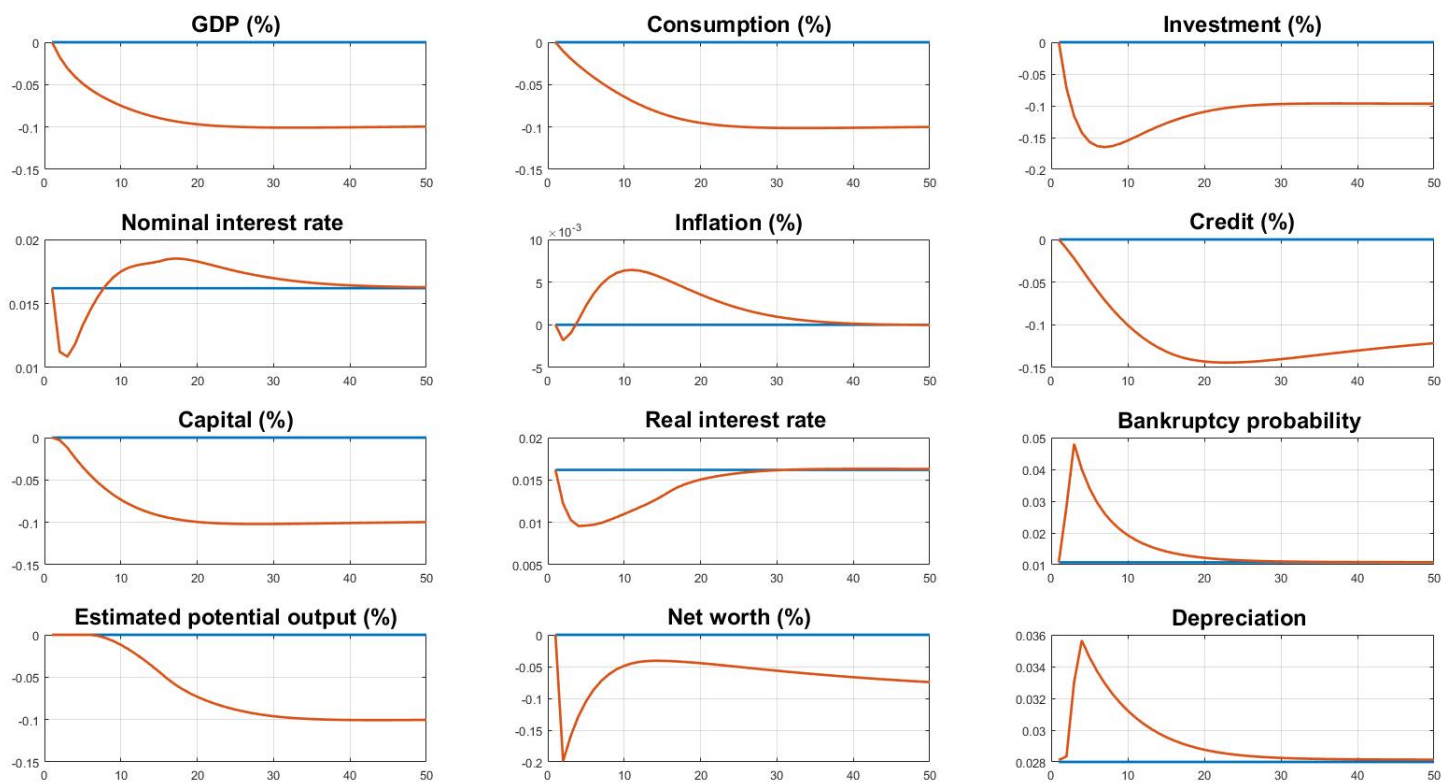 GDP (%)
0
-0.05
-0.1
-0.15
0 10 20 30 40 50
Consumption (%)
0
-0.05
-0.1
-0.15
0 10 20 30 40 50
Investment (%)
0
-0.05
-0.1
-0.15
-0.2
0 10 20 30 40 50
Nominal interest rate
0.02
0.015
0.01
0 10 20 30 40 50
Inflation (%)
× 10⁻³
10
5
0
-5
0 10 20 30 40 50
Credit (%)
0
-0.05
-0.1
-0.15
0 10 20 30 40 50
Capital (%)
0
-0.05
-0.1
-0.15
0 10 20 30 40 50
Real interest rate
0.02
0.015
0.01
0.005
0 10 20 30 40 50
Bankruptcy probability
0.05
0.04
0.03
0.02
0.01
0 10 20 30 40 50
Estimated potential output (%)
0
-0.05
-0.1
-0.15
0 10 20 30 40 50
Net worth (%)
0
-0.05
-0.1
-0.15
-0.2
0 10 20 30 40 50
Depreciation
0.036
0.034
0.032
0.03
0.028
0 10 20 30 40 50